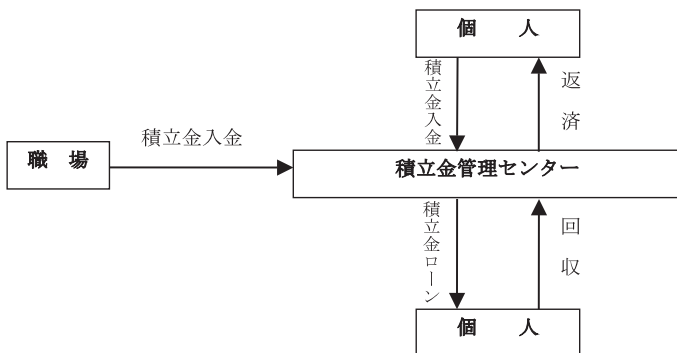 個　人
積立金入金
返　済
積立金入金
職　場
積立金管理センター
積立金ローン
回　収
個　人